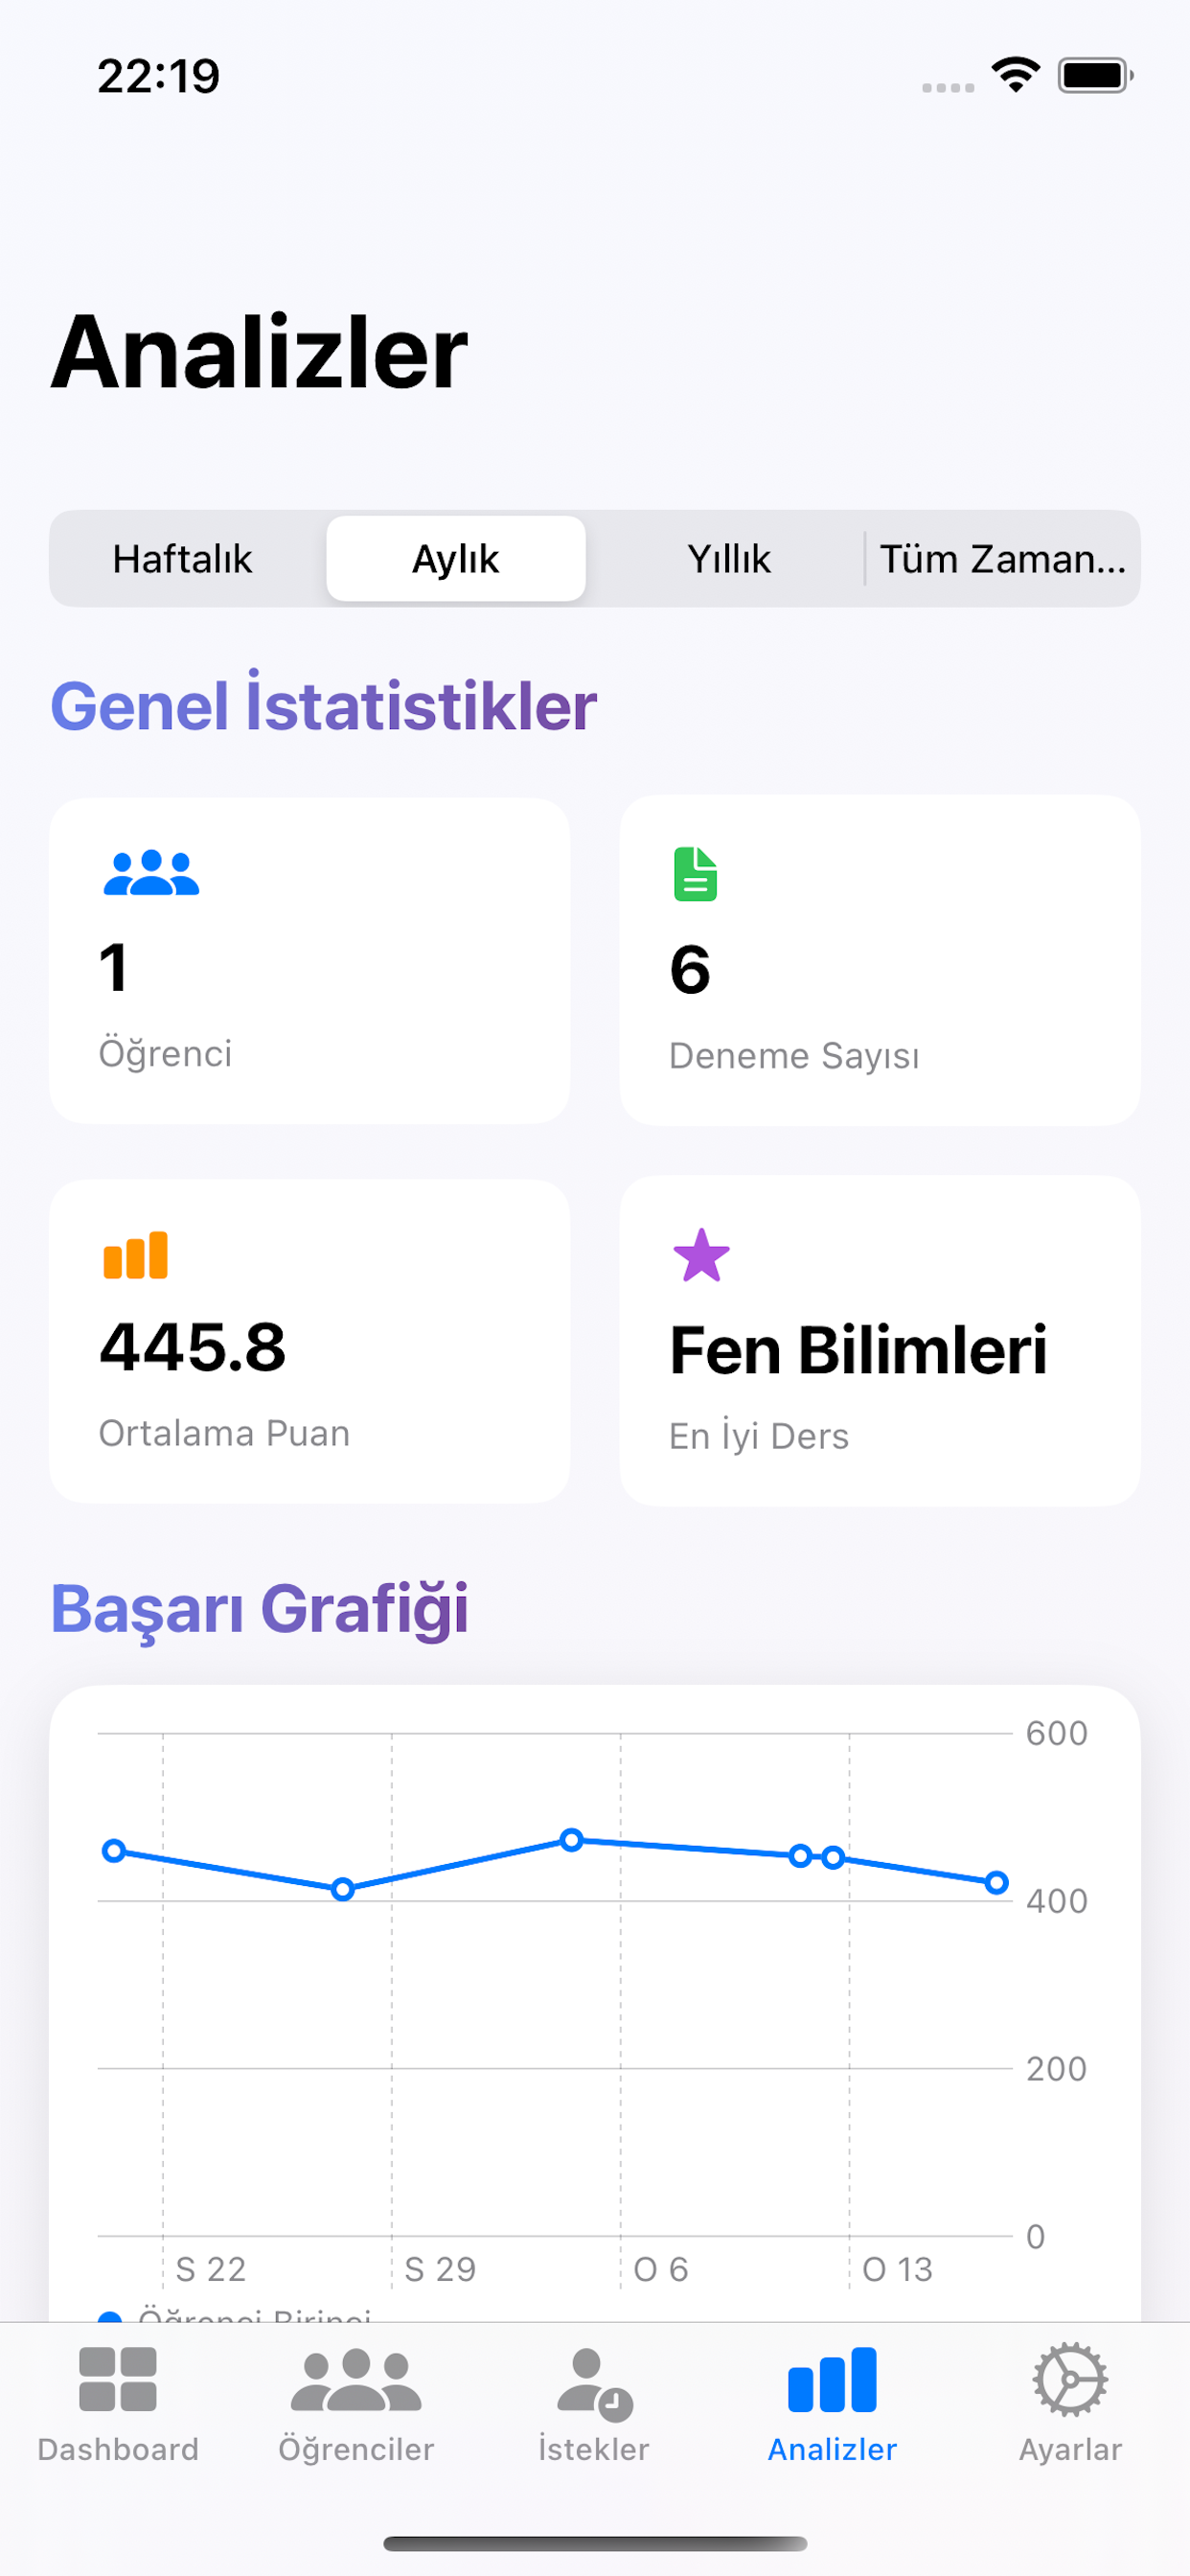 22:19
Analizler
Haftalık Aylık Yıllık Tüm Zaman...
Genel İstatistikler
1
Öğrenci
6
Deneme Sayısı
445.8
Ortalama Puan
Fen Bilimleri
En İyi Ders
Başarı Grafiği
600
400
200
0
S 22 S 29 O 6 O 13
Öğrenci Birinci
Dashboard Öğrenciler İstekler Analizler Ayarlar